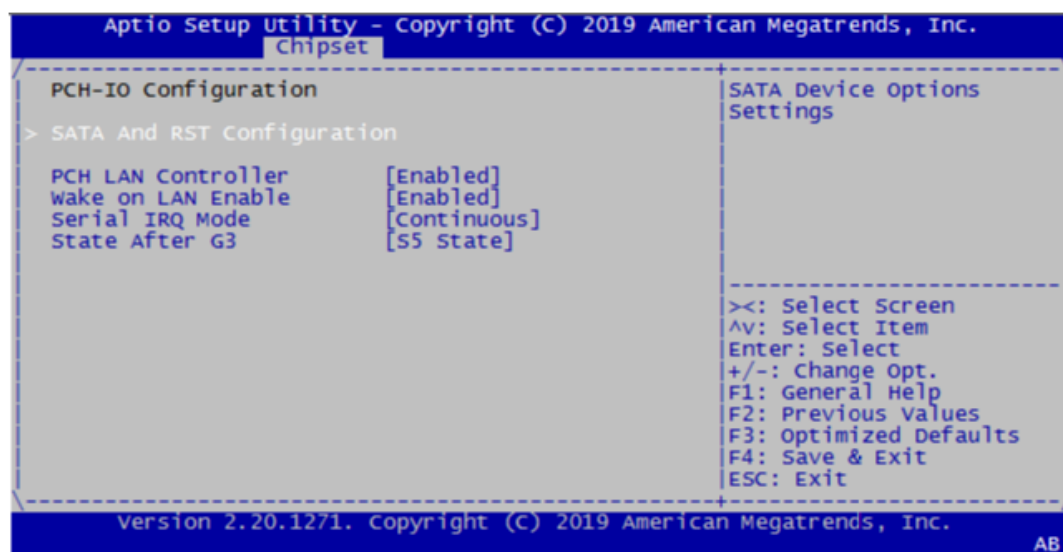 Aptio Setup Utility – Copyright (C) 2019 American Megatrends, Inc.
Chipset
PCH-IO Configuration
> SATA And RST Configuration
PCH LAN Controller [Enabled]
Wake on LAN Enable [Enabled]
Serial IRQ Mode [Continuous]
State After G3 [S5 State]
SATA Device Options
Settings
><: Select Screen
^v: Select Item
Enter: Select
+/-: Change Opt.
F1: General Help
F2: Previous Values
F3: Optimized Defaults
F4: Save & Exit
ESC: Exit
Version 2.20.1271. Copyright (C) 2019 American Megatrends, Inc.
AB